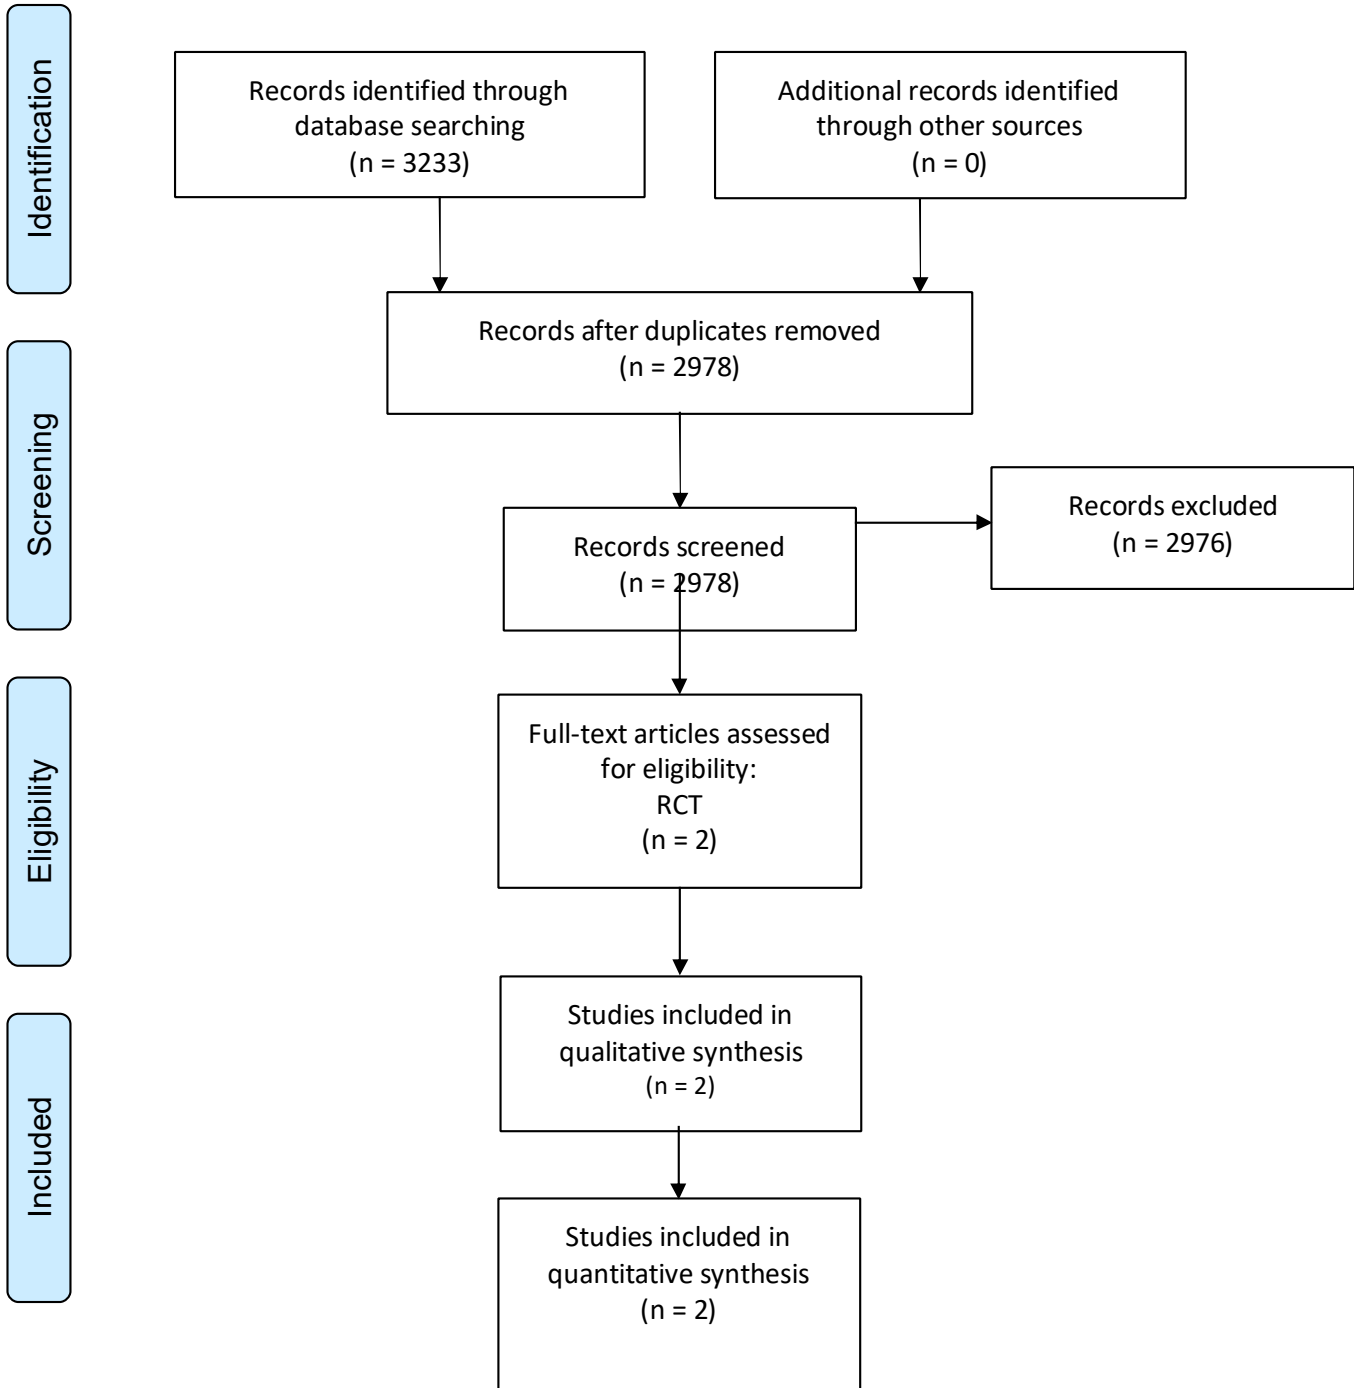 Identification
Records identified through
database searching
(n = 3233)
Additional records identified
through other sources
(n = 0)
Records after duplicates removed
(n = 2978)
Screening
Records screened
(n = 2978)
Records excluded
(n = 2976)
Eligibility
Full-text articles assessed
for eligibility:
RCT
(n = 2)
Included
Studies included in
qualitative synthesis
(n = 2)
Studies included in
quantitative synthesis
(n = 2)